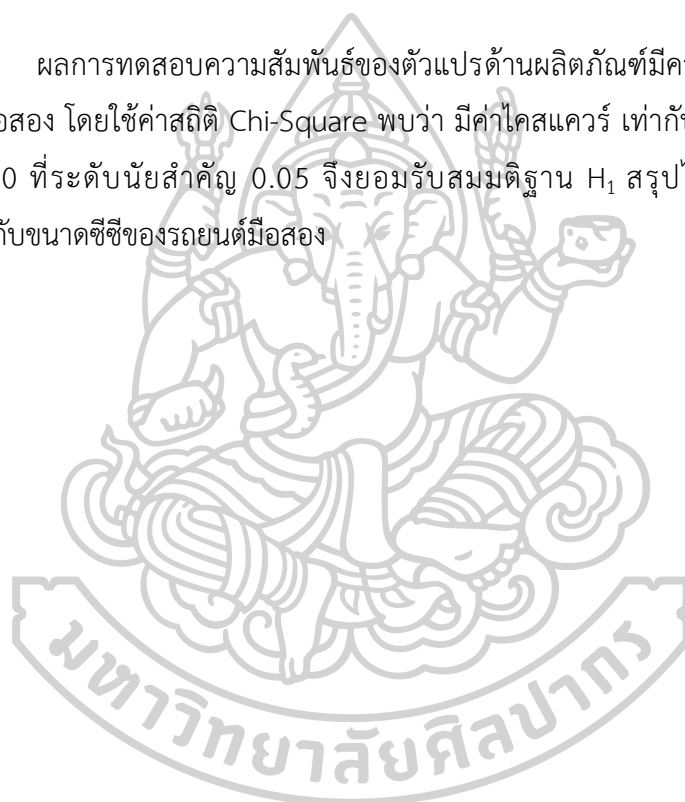 ผลการทดสอบความสัมพันธ์ของตัวแปรด้านผลิตภัณฑ์มีค
อสอง โดยใช้ค่าสถิติ Chi-Square พบว่า มีค่าไคสแควร์ เท่ากับ
0 ที่ระดับนัยสำคัญ 0.05 จึงยอมรับสมมติฐาน H₁ สรุปไ
กับขนาดซีซีของรถยนต์มือสอง
มหาวิทยาลัยศิลปากร